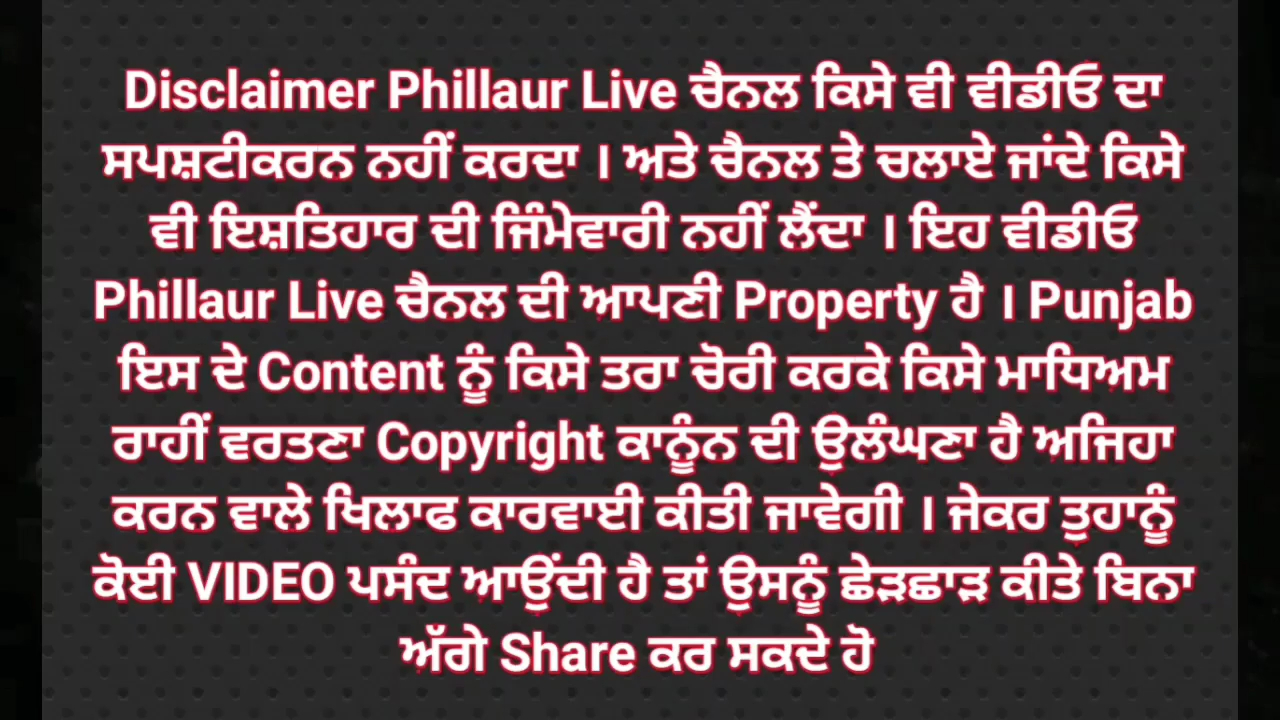 Disclaimer Phillaur Live ਚੈਨਲ ਕਿਸੇ ਵੀ ਵੀਡੀਓ ਦਾ
ਸਪਸ਼ਟੀਕਰਨ ਨਹੀਂ ਕਰਦਾ । ਅਤੇ ਚੈਨਲ ਤੇ ਚਲਾਏ ਜਾਂਦੇ ਕਿਸੇ
ਵੀ ਇਸ਼ਤਿਹਾਰ ਦੀ ਜਿੰਮੇਵਾਰੀ ਨਹੀਂ ਲੈਂਦਾ । ਇਹ ਵੀਡੀਓ
Phillaur Live ਚੈਨਲ ਦੀ ਆਪਣੀ Property ਹੈ । Punjab
ਇਸ ਦੇ Content ਨੂੰ ਕਿਸੇ ਤਰਾ ਚੋਰੀ ਕਰਕੇ ਕਿਸੇ ਮਾਧਿਅਮ
ਰਾਹੀਂ ਵਰਤਣਾ Copyright ਕਾਨੂੰਨ ਦੀ ਉਲੰਘਣਾ ਹੈ ਅਜਿਹਾ
ਕਰਨ ਵਾਲੇ ਖਿਲਾਫ ਕਾਰਵਾਈ ਕੀਤੀ ਜਾਵੇਗੀ । ਜੇਕਰ ਤੁਹਾਨੂੰ
ਕੋਈ VIDEO ਪਸੰਦ ਆਉਂਦੀ ਹੈ ਤਾਂ ਉਸਨੂੰ ਛੇੜਛਾੜ ਕੀਤੇ ਬਿਨਾ
ਅੱਗੇ Share ਕਰ ਸਕਦੇ ਹੋ